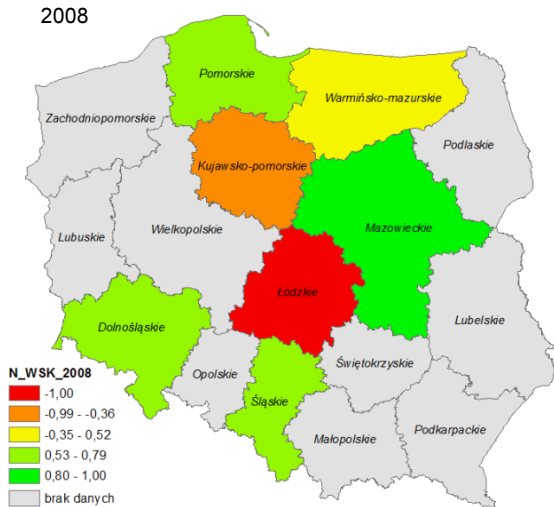 2008
Pomorskie
Warmińsko-mazurskie
Zachodniopomorskie
Podlaskie
Kujawsko-pomorskie
Mazowieckie
Wielkopolskie
Lubuskie
Łódzkie
Lubelskie
Dolnośląskie
Świętokrzyskie
Opolskie
Śląskie
Podkarpackie
Małopolskie
N_WSK_2008
-1,00
-0,99 - -0,36
-0,35 - 0,52
0,53 - 0,79
0,80 - 1,00
brak danych